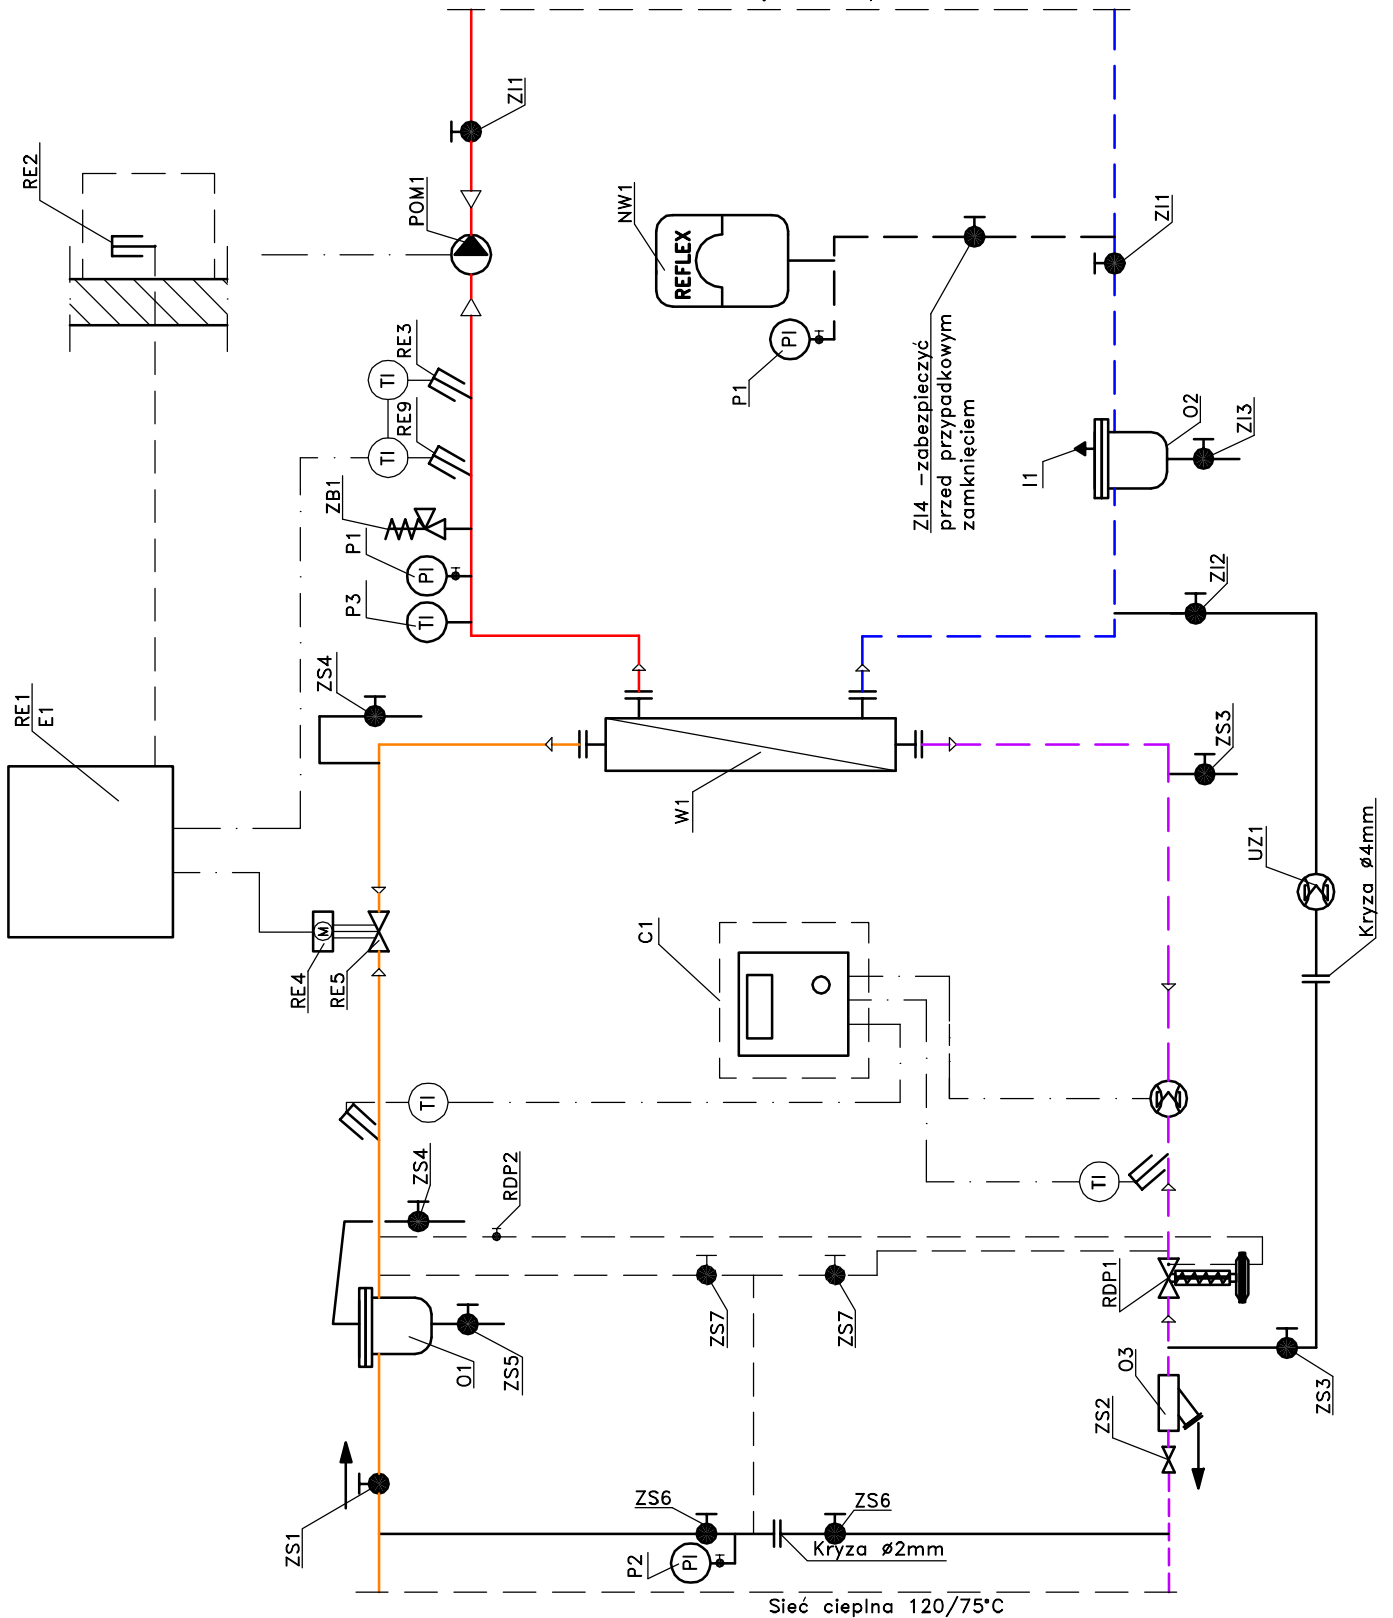 ZI1
RE2
POM1
NW1
REFLEX
ZI1
RE3
TI
PI
P1
ZI4 –zabezpieczyć
przed przypadkowym
zamknięciem
O2
ZI3
I1
RE9
TI
ZB1
P1
PI
P3
TI
ZI2
ZS4
RE1
E1
ZS3
W1
UZ1
Kryza ø4mm
C1
M
RE4
RE5
TI
ZS4
RDP2
TI
RDP1
ZS7
ZS7
O1
ZS5
O3
ZS3
ZS2
ZS1
ZS6
ZS6
P2
PI
Kryza ø2mm
Sieć cieplna 120/75°C